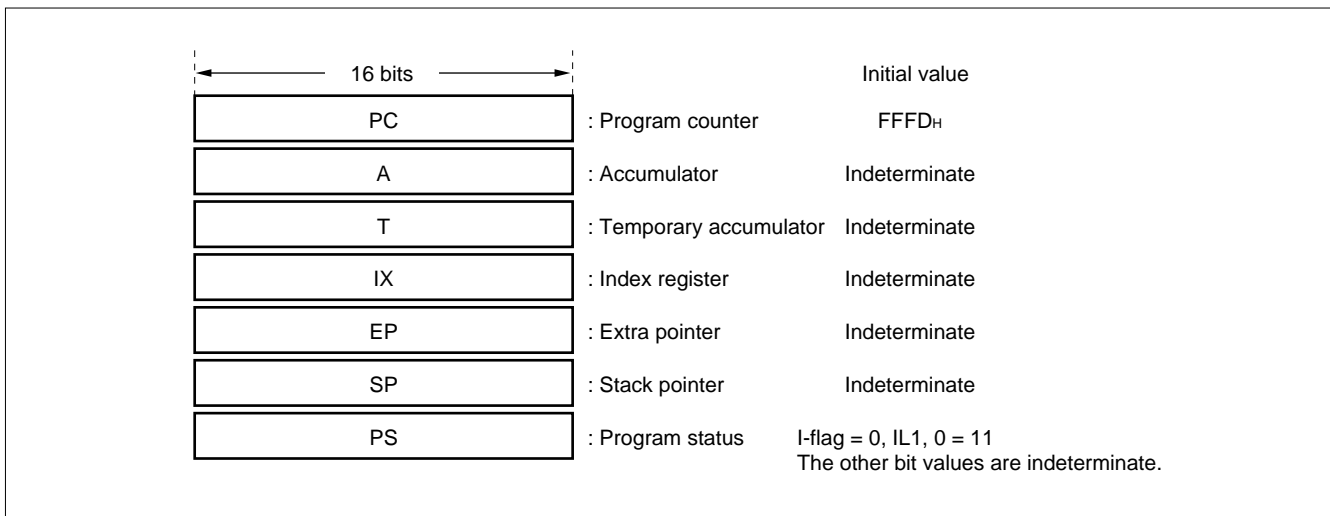 16 bits Initial value
PC : Program counter FFFDH
A : Accumulator Indeterminate
T : Temporary accumulator Indeterminate
IX : Index register Indeterminate
EP : Extra pointer Indeterminate
SP : Stack pointer Indeterminate
PS : Program status I-flag = 0, IL1, 0 = 11
The other bit values are indeterminate.